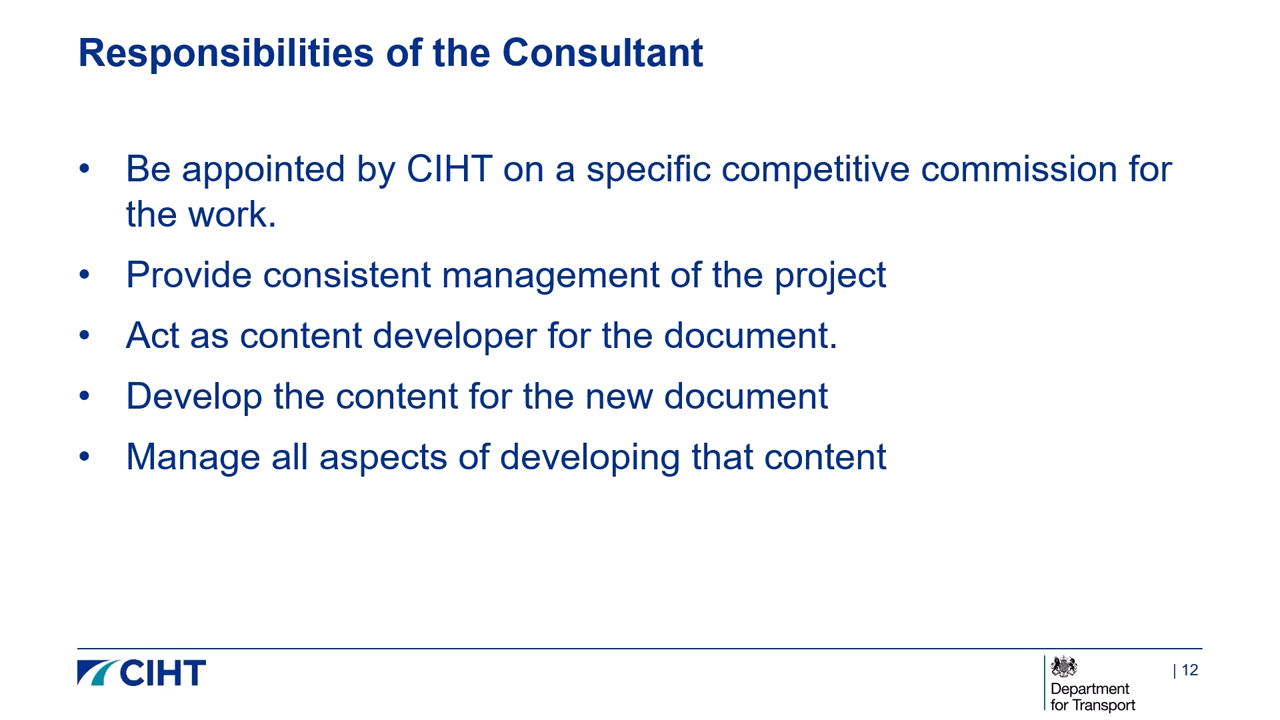 Responsibilities of the Consultant
• Be appointed by CIHT on a specific competitive commission for
the work.
• Provide consistent management of the project
• Act as content developer for the document.
• Develop the content for the new document
• Manage all aspects of developing that content
CIHT
Department
for Transport
| 12